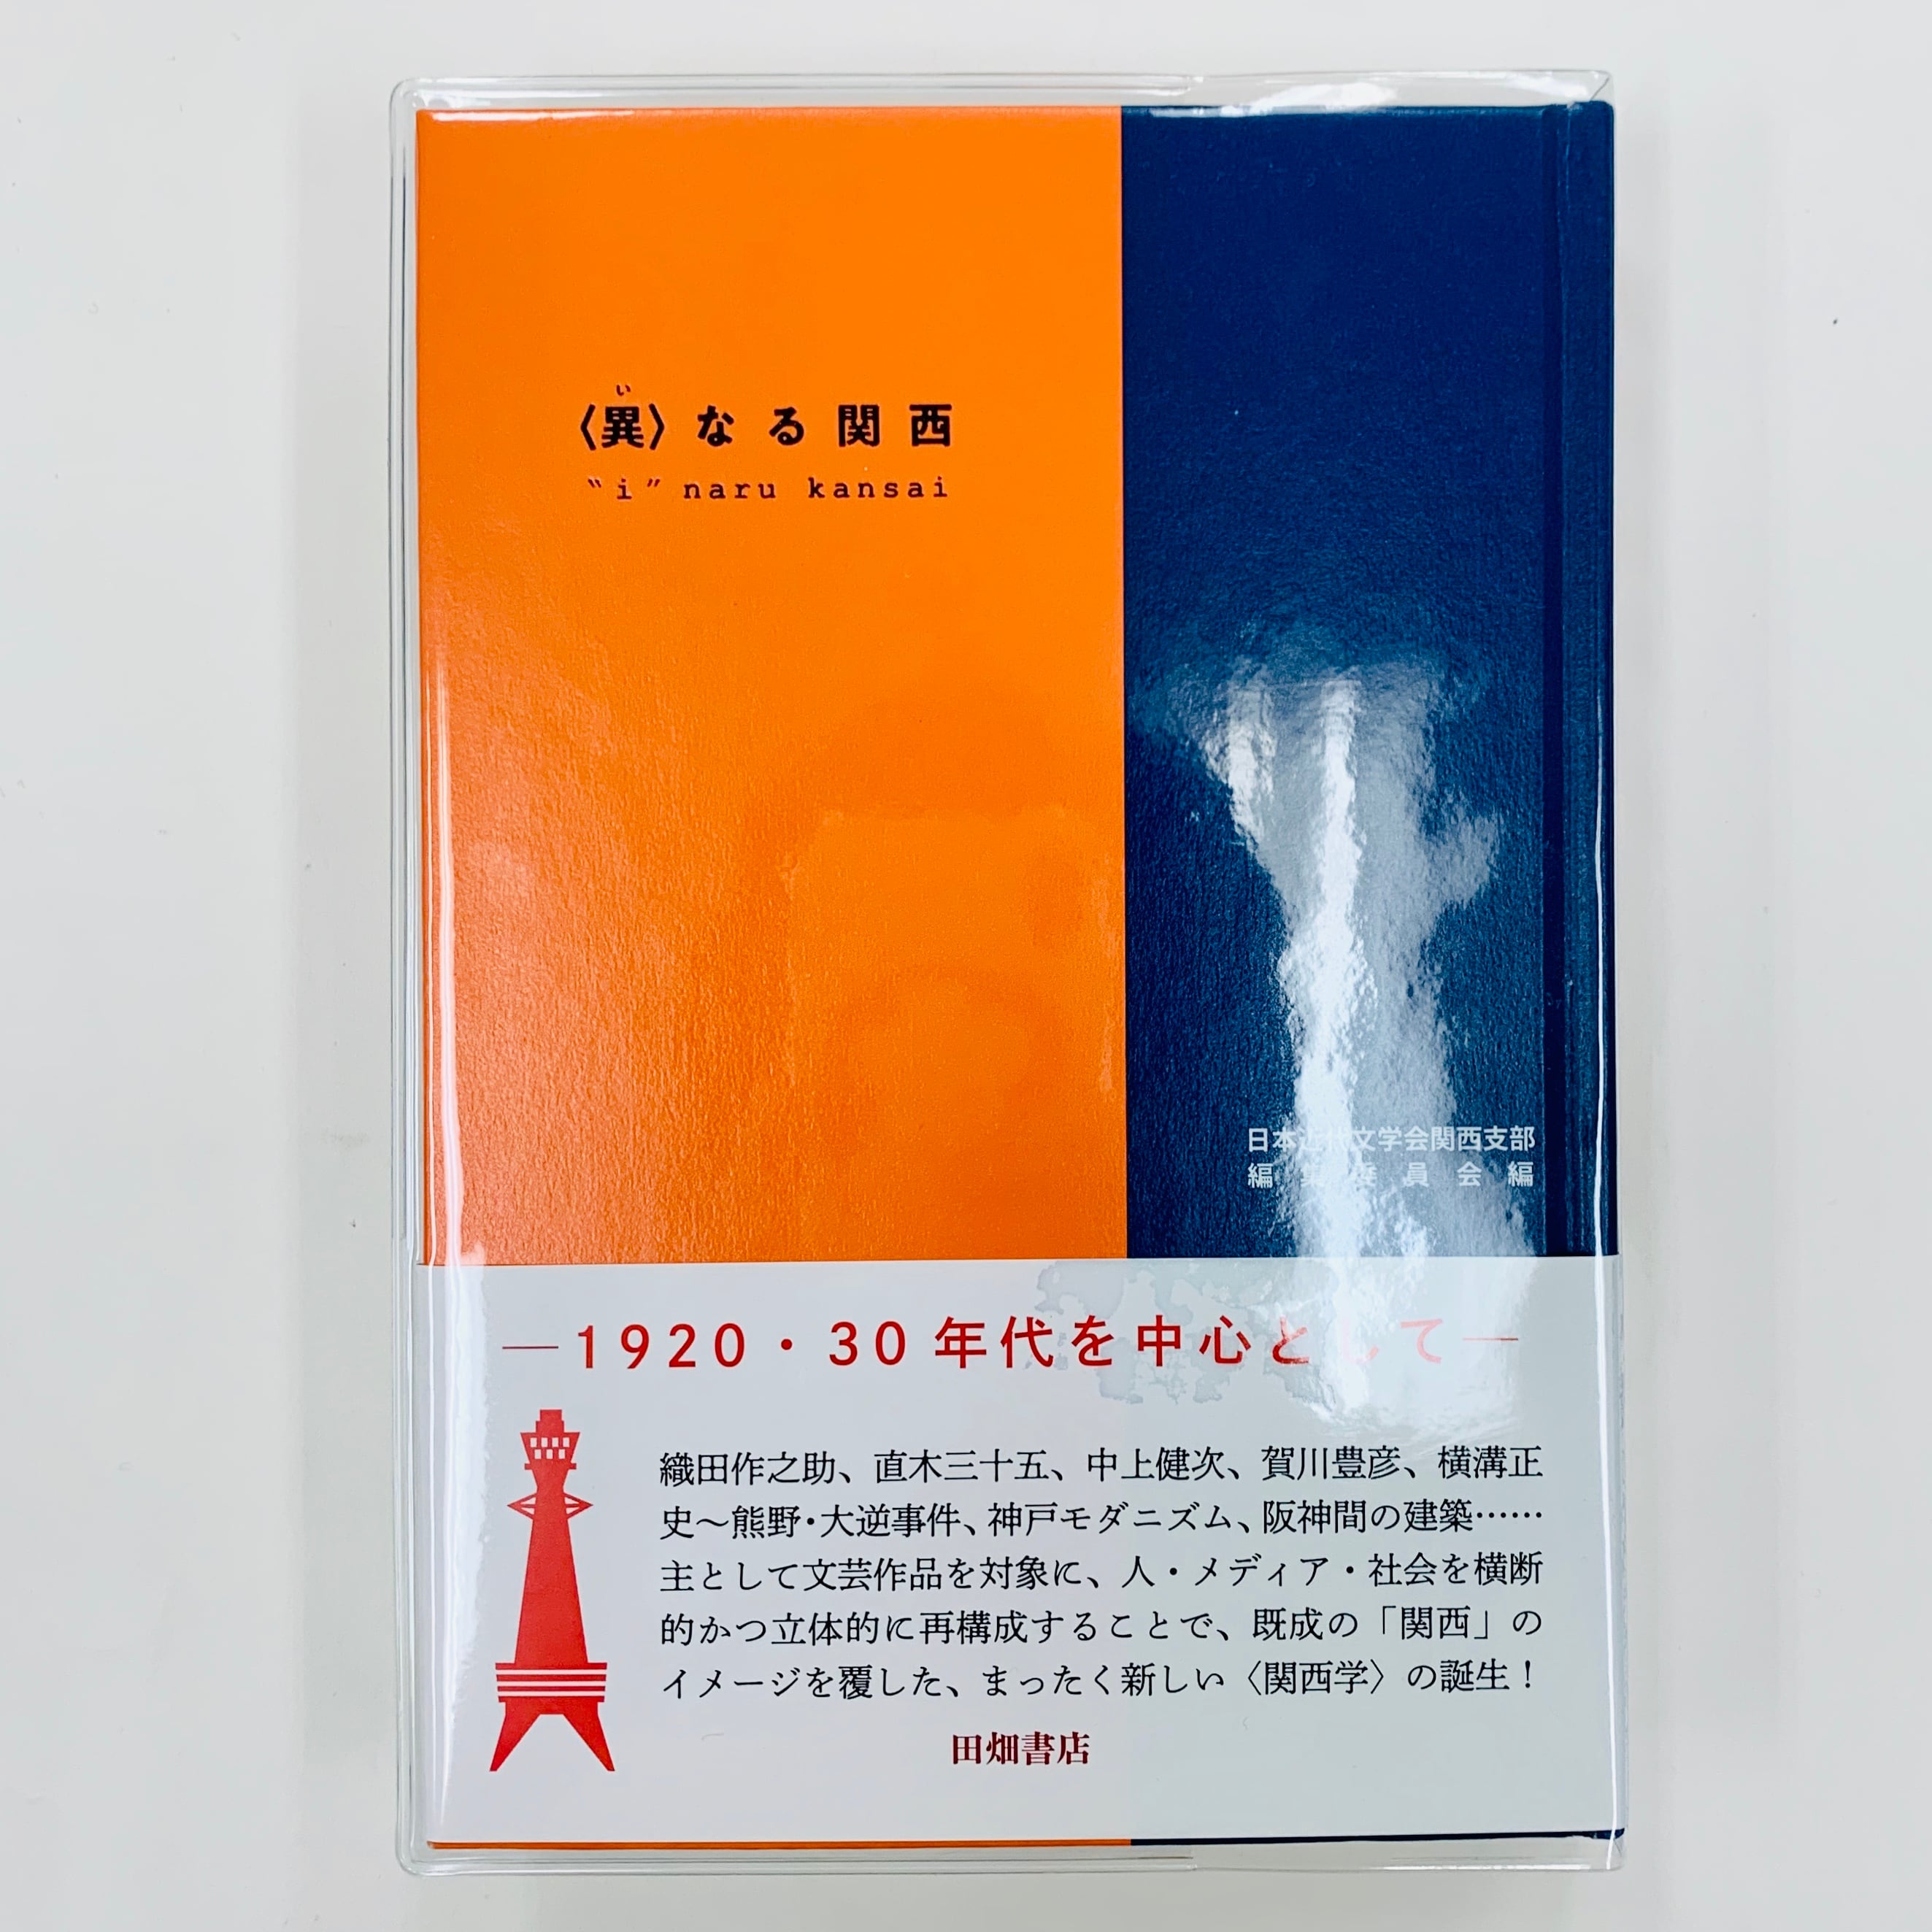 い
〈異〉なる関西
"i" naru kansai
日本近代文学会関西支部
編集委員会編
―1920・30年代を中心として―
織田作之助、直木三十五、中上健次、賀川豊彦、横溝正
史～熊野・大逆事件、神戸モダニズム、阪神間の建築……
主として文芸作品を対象に、人・メディア・社会を横断
的かつ立体的に再構成することで、既成の「関西」の
イメージを覆した、まったく新しい〈関西学〉の誕生！
田畑書店